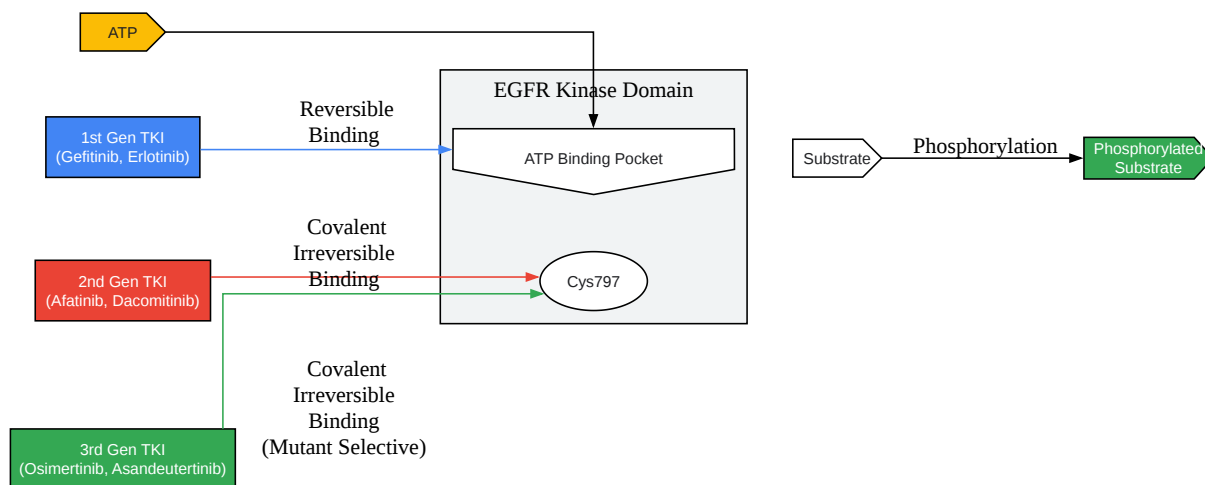 ATP
EGFR Kinase Domain
Reversible
Binding
1st Gen TKI
(Gefitinib, Erlotinib)
ATP Binding Pocket
Substrate
Phosphorylation
Phosphorylated
Substrate
Covalent
Irreversible
Binding
2nd Gen TKI
(Afatinib, Dacomitinib)
Cys797
Covalent
Irreversible
Binding
(Mutant Selective)
3rd Gen TKI
(Osimertinib, Asandeutertinib)